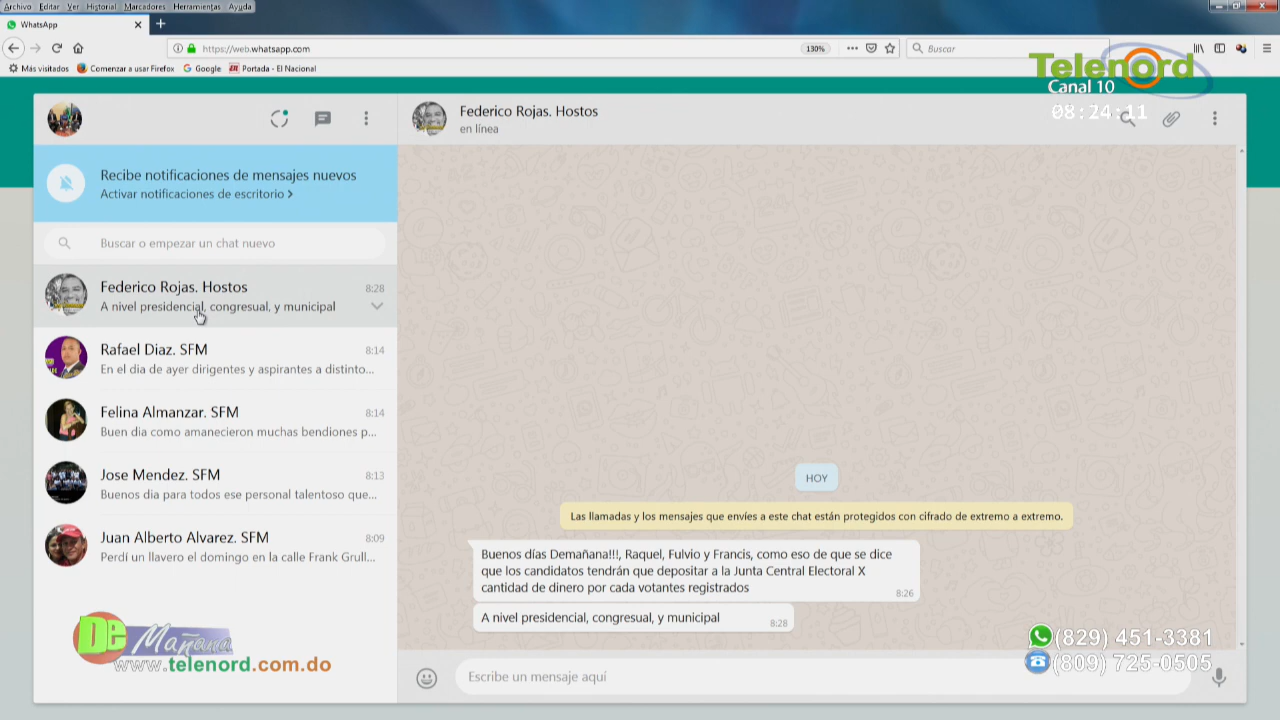 Archivo Editar Ver Historial Marcadores Herramientas Ayuda
WhatsApp
https://web.whatsapp.com
130%
Buscar
Más visitados Comenzar a usar Firefox Google Portada - El Nacional
Telenord
Canal 10
08:24:11
Federico Rojas. Hostos
en línea
Recibe notificaciones de mensajes nuevos
Activar notificaciones de escritorio >
Buscar o empezar un chat nuevo
Federico Rojas. Hostos 8:28
A nivel presidencial, congresual, y municipal
Rafael Diaz. SFM 8:14
En el dia de ayer dirigentes y aspirantes a distinto...
Felina Almanzar. SFM 8:14
Buen dia como amanecieron muchas bendiones p...
Jose Mendez. SFM 8:13
Buenos dia para todos ese personal talentoso que...
Juan Alberto Alvarez. SFM 8:09
Perdí un llavero el domingo en la calle Frank Grull...
HOY
Las llamadas y los mensajes que envíes a este chat están protegidos con cifrado de extremo a extremo.
Buenos días Demañana!!!, Raquel, Fulvio y Francis, como eso de que se dice
que los candidatos tendrán que depositar a la Junta Central Electoral X
cantidad de dinero por cada votantes registrados
8:26
A nivel presidencial, congresual, y municipal 8:28
Escribe un mensaje aquí
De Mañana
www.telenord.com.do
(829) 451-3381
(809) 725-0505